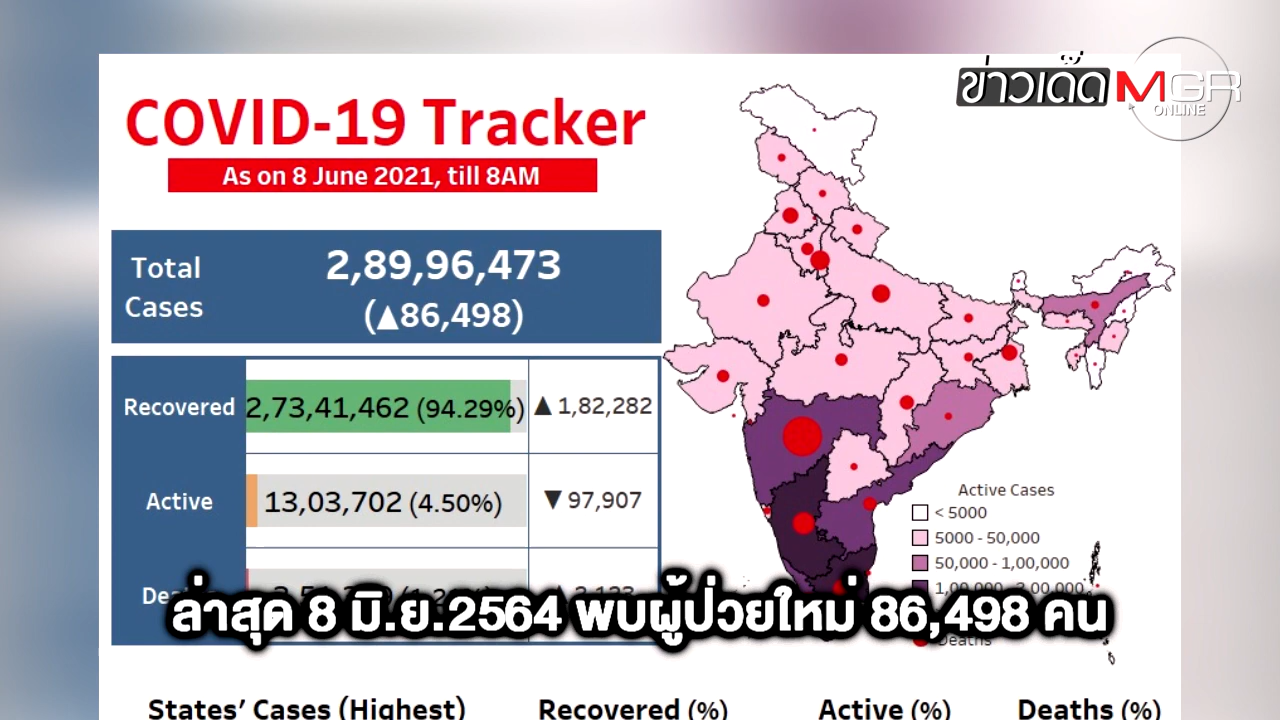 ข่าวเด็ด MGR
ONLINE
COVID-19 Tracker
As on 8 June 2021, till 8AM
Total Cases
2,89,96,473
(▲86,498)
Recovered 2,73,41,462 (94.29%) ▲ 1,82,282
Active 13,03,702 (4.50%) ▼ 97,907
Active Cases
< 5000
5000 - 50,000
50,000 - 1,00,000
Deaths
ล่าสุด 8 มิ.ย.2564 พบผู้ป่วยใหม่ 86,498 คน
States’ Cases (Highest) Recovered (%) Active (%) Deaths (%)